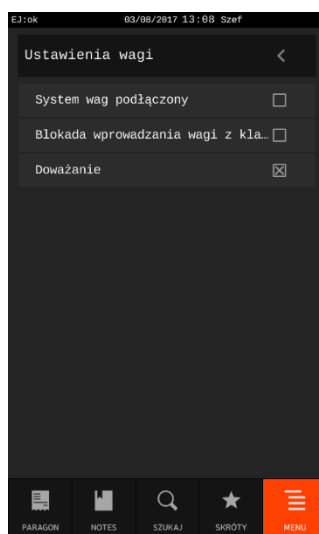 EJ:ok 03/08/2017 13:08 Szef
Ustawienia wagi
System wag podłączony
Blokada wprowadzania wagi z kla…
Doważanie
PARAGON NOTES SZUKAJ SKRÓTY MENU